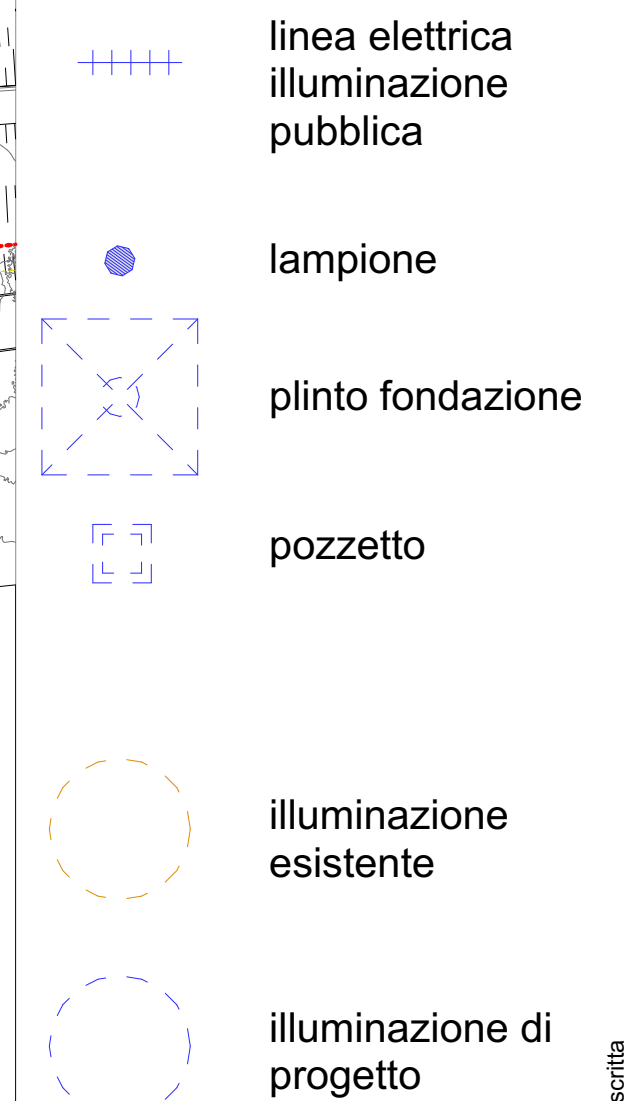 linea elettrica
illuminazione
pubblica
lampione
plinto fondazione
pozzetto
illuminazione
esistente
illuminazione di
progetto
scritta